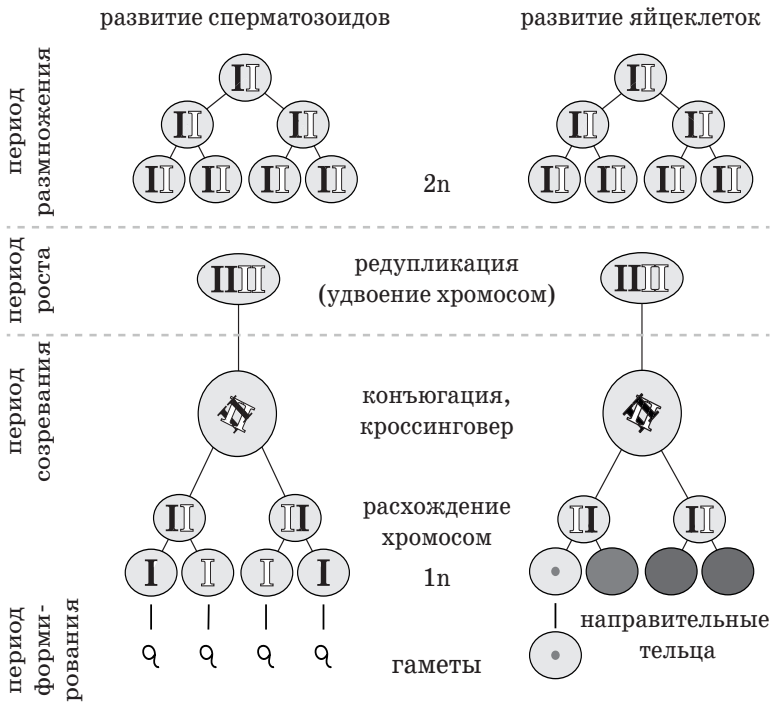 развитие сперматозоидов
развитие яйцеклеток
период
размножения
2n
период
роста
редупликация
(удвоение хромосом)
период
созревания
конъюгация,
кроссинговер
расхождение
хромосом
1n
период
форми-
рования
направительные
тельца
гаметы